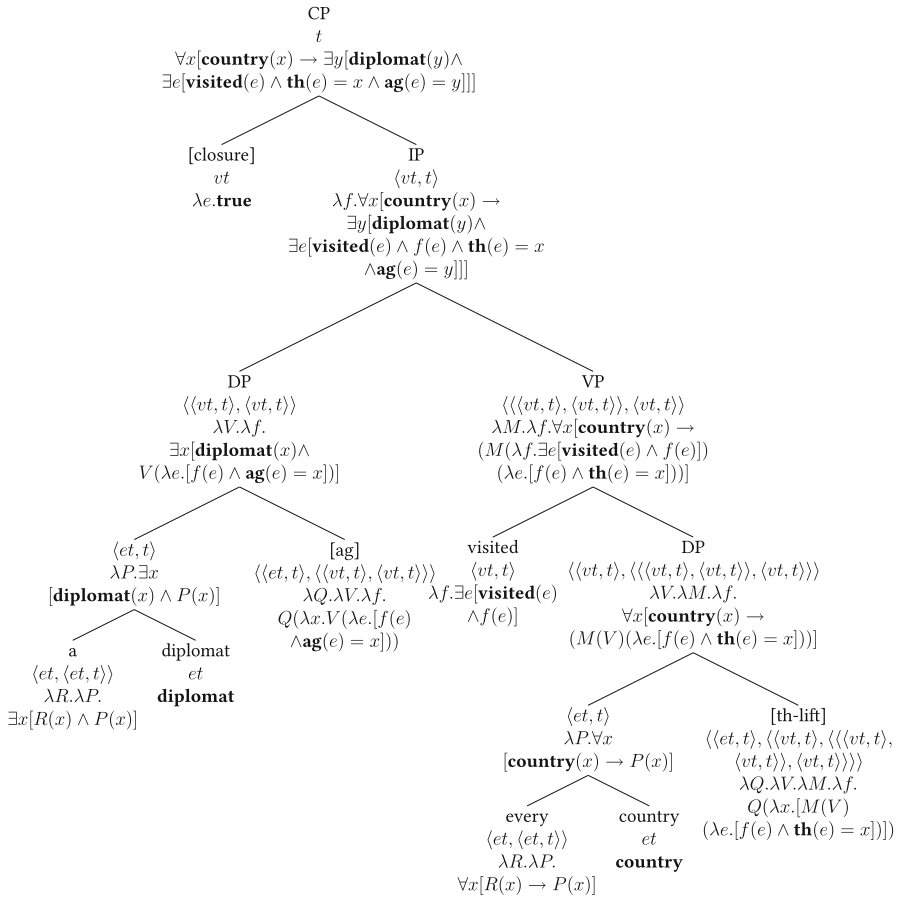 CP
t
∀x[country(x) → ∃y[diplomat(y)∧
∃e[visited(e) ∧ th(e) = x ∧ ag(e) = y]]]
[closure]
vt
λe.true
IP
⟨vt, t⟩
λf.∀x[country(x) →
∃y[diplomat(y)∧
∃e[visited(e) ∧ f(e) ∧ th(e) = x
∧ag(e) = y]]]
DP
⟨⟨vt, t⟩, ⟨vt, t⟩⟩
λV.λf.
∃x[diplomat(x)∧
V(λe.[f(e) ∧ ag(e) = x])]
VP
⟨⟨⟨vt, t⟩, ⟨vt, t⟩⟩, ⟨vt, t⟩⟩
λM.λf.∀x[country(x) →
(M(λf.∃e[visited(e) ∧ f(e)])
(λe.[f(e) ∧ th(e) = x]))]
⟨et, t⟩
λP.∃x
[diplomat(x) ∧ P(x)]
[ag]
⟨⟨et, t⟩, ⟨⟨vt, t⟩, ⟨vt, t⟩⟩⟩
λQ.λV.λf.
Q(λx.V(λe.[f(e)
∧ag(e) = x]))
visited
⟨vt, t⟩
λf.∃e[visited(e)
∧f(e)]
DP
⟨⟨vt, t⟩, ⟨⟨⟨vt, t⟩, ⟨vt, t⟩⟩, ⟨vt, t⟩⟩⟩
λV.λM.λf.
∀x[country(x) →
(M(V)(λe.[f(e) ∧ th(e) = x]))]
a
⟨et, ⟨et, t⟩⟩
λR.λP.
∃x[R(x) ∧ P(x)]
diplomat
et
diplomat
⟨et, t⟩
λP.∀x
[country(x) → P(x)]
[th-lift]
⟨⟨et, t⟩, ⟨⟨vt, t⟩, ⟨⟨⟨vt, t⟩,
⟨vt, t⟩⟩, ⟨vt, t⟩⟩⟩⟩
λQ.λV.λM.λf.
Q(λx.[M(V)
(λe.[f(e) ∧ th(e) = x])])
every
⟨et, ⟨et, t⟩⟩
λR.λP.
∀x[R(x) → P(x)]
country
et
country